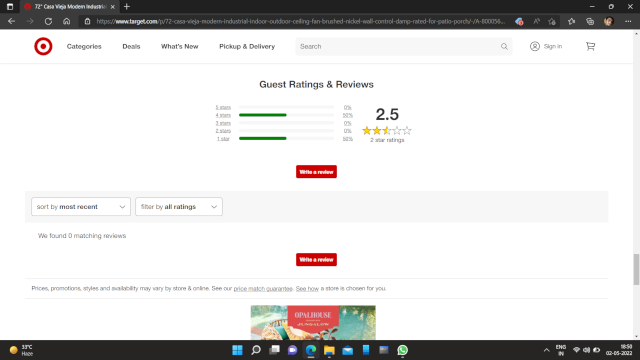 72" Casa Vieja Modern Industria
https://www.target.com/p/72-casa-vieja-modern-industrial-indoor-outdoor-ceiling-fan-brushed-nickel-wall-control-damp-rated-for-patio-porch/-/A-800056...
Categories Deals What's New Pickup & Delivery Search Sign in
Guest Ratings & Reviews
5 stars 0%
4 stars 50%
3 stars 0%
2 stars 0%
1 star 50%
2.5
2 star ratings
Write a review
sort by most recent filter by all ratings
We found 0 matching reviews
Write a review
Prices, promotions, styles and availability may vary by store & online. See our price match guarantee. See how a store is chosen for you.
OPALHOUSE
JUNGALOW
33°C
Haze
ENG
IN
18:50
02-05-2022